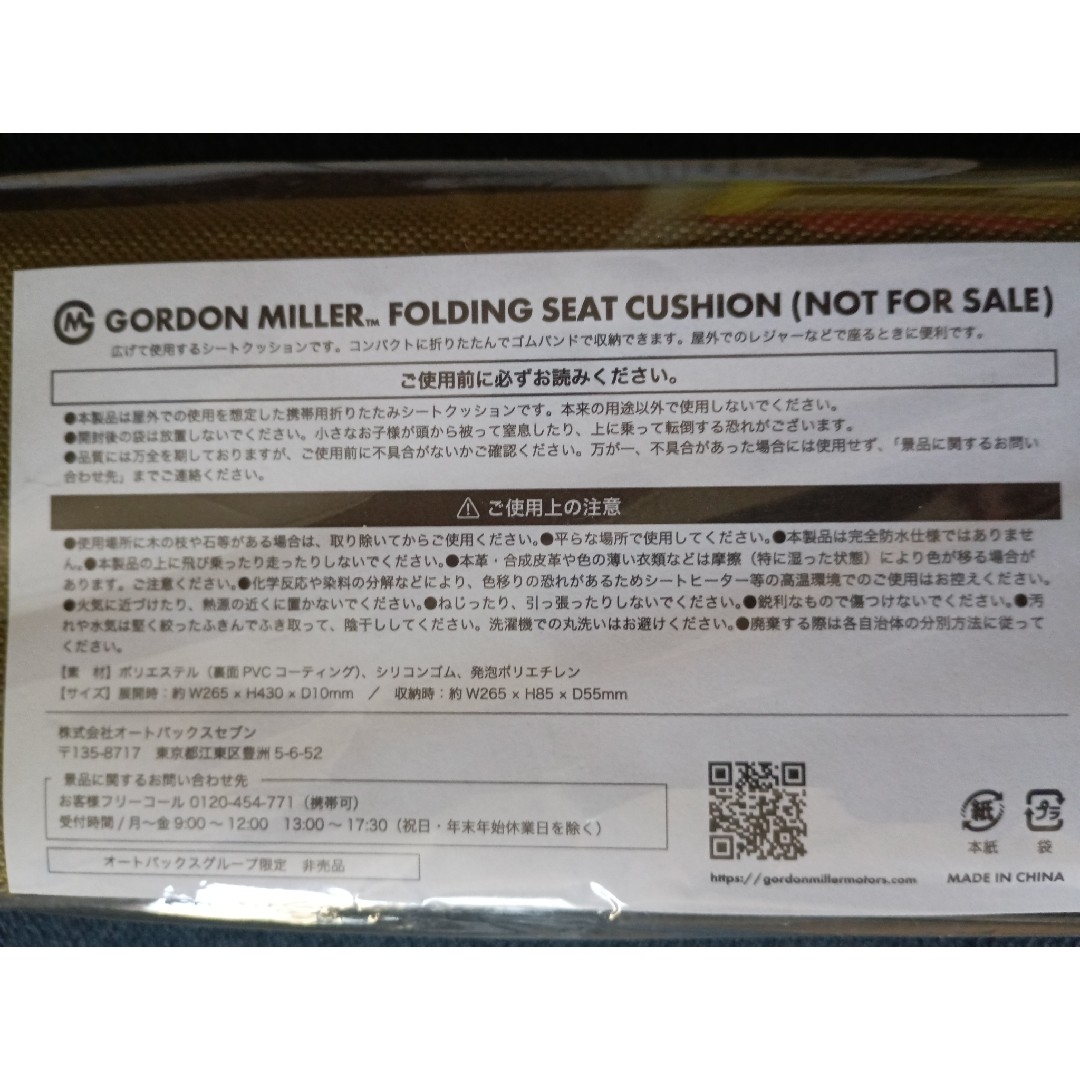 GM GORDON MILLER™ FOLDING SEAT CUSHION (NOT FOR SALE)
広げて使用するシートクッションです。コンパクトに折りたたんでゴムバンドで収納できます。屋外でのレジャーなどで座るときに便利です。
ご使用前に必ずお読みください。
●本製品は屋外での使用を想定した携帯用折りたたみシートクッションです。本来の用途以外で使用しないでください。
●開封後の袋は放置しないでください。小さなお子様が頭から被って窒息したり、上に乗って転倒する恐れがございます。
●品質には万全を期しておりますが、ご使用前に不具合がないかご確認ください。万が一、不具合があった場合には使用せず、「景品に関するお問い
合わせ先」までご連絡ください。
⚠ ご使用上の注意
●使用場所に木の枝や石等がある場合は、取り除いてからご使用ください。●平らな場所で使用してください。●本製品は完全防水仕様ではありませ
ん。●本製品の上に飛び乗ったり走ったりしないでください。●本革・合成皮革や色の薄い衣類などは摩擦（特に湿った状態）により色が移る場合が
あります。ご注意ください。●化学反応や染料の分解などにより、色移りの恐れがあるためシートヒーター等の高温環境でのご使用はお控えください。
●火気に近づけたり、熱源の近くに置かないでください。●ねじったり、引っ張ったりしないでください。●鋭利なもので傷つけないでください。●汚
れや水気は堅く絞ったふきんでふき取って、陰干ししてください。洗濯機での丸洗いはお避けください。●廃棄する際は各自治体の分別方法に従って
ください。
【素　材】ポリエステル（裏面PVCコーティング）、シリコンゴム、発泡ポリエチレン
【サイズ】展開時：約 W265 × H430 × D10mm　／　収納時：約 W265 × H85 × D55mm
株式会社オートバックスセブン
〒135-8717　東京都江東区豊洲 5-6-52
景品に関するお問い合わせ先
お客様フリーコール 0120-454-771（携帯可）
受付時間 / 月～金 9:00 ～ 12:00　13:00 ～ 17:30（祝日・年末年始休業日を除く）
オートバックスグループ限定　非売品
https://gordonmillermotors.com
紙
本紙
プラ
袋
MADE IN CHINA